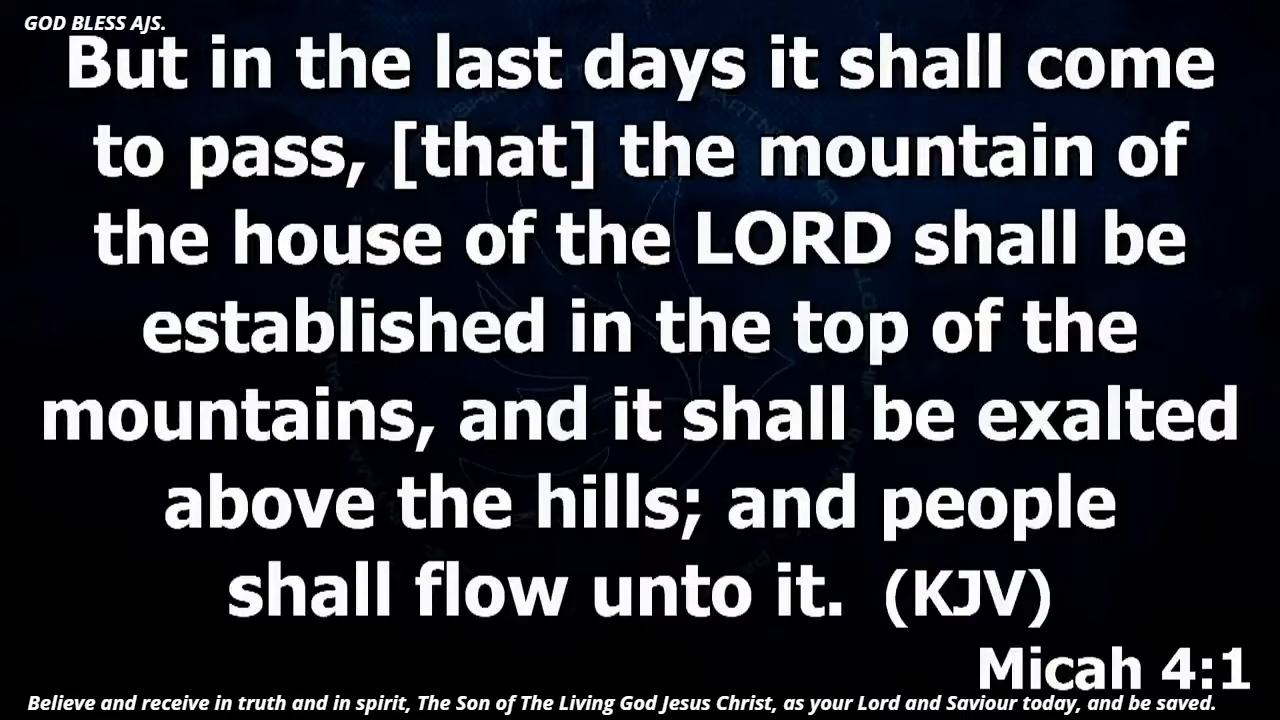 GOD BLESS AJS.
But in the last days it shall come
to pass, [that] the mountain of
the house of the LORD shall be
established in the top of the
mountains, and it shall be exalted
above the hills; and people
shall flow unto it. (KJV)
Micah 4:1
Believe and receive in truth and in spirit, The Son of The Living God Jesus Christ, as your Lord and Saviour today, and be saved.